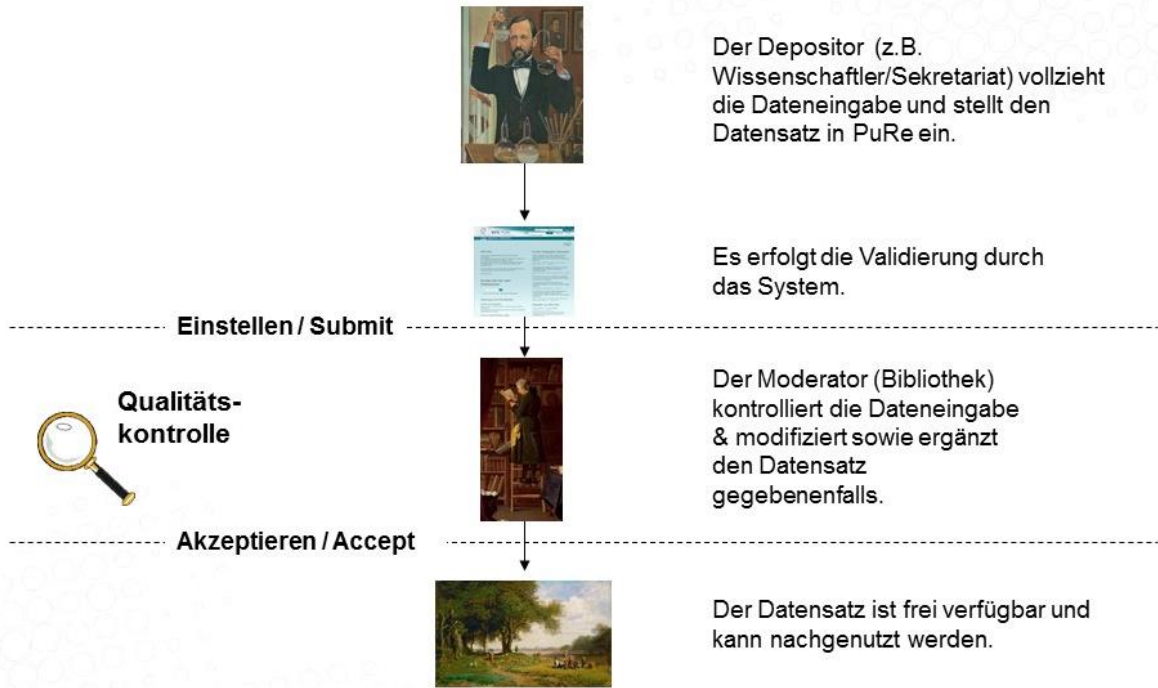 Der Depositor (z.B.
Wissenschaftler/Sekretariat) vollzieht
die Dateneingabe und stellt den
Datensatz in PuRe ein.
Es erfolgt die Validierung durch
das System.
Einstellen / Submit
Qualitäts-
kontrolle
Der Moderator (Bibliothek)
kontrolliert die Dateneingabe
& modifiziert sowie ergänzt
den Datensatz
gegebenenfalls.
Akzeptieren / Accept
Der Datensatz ist frei verfügbar und
kann nachgenutzt werden.